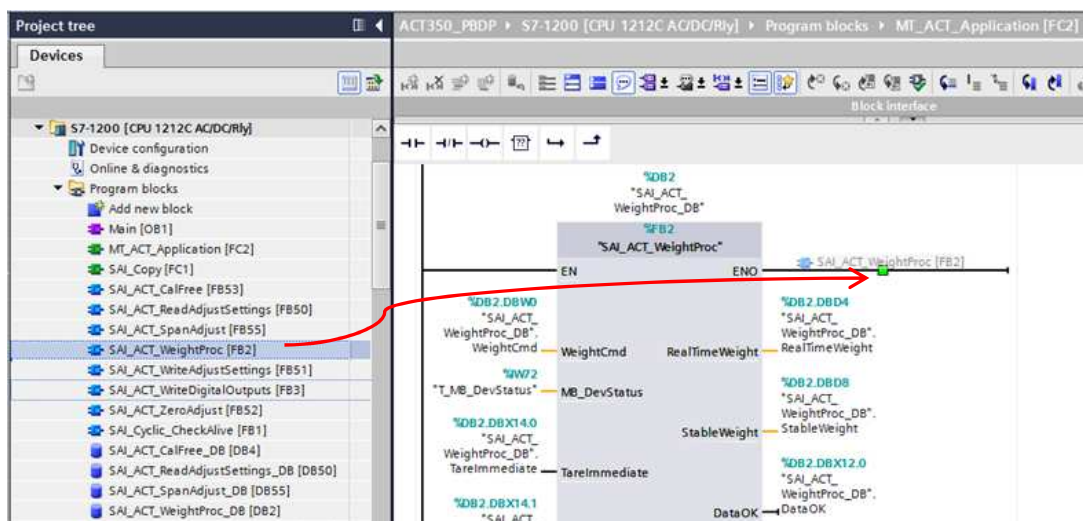 Project tree
Devices
S7-1200 [CPU 1212C AC/DC/Rly]
Device configuration
Online & diagnostics
Program blocks
Add new block
Main [OB1]
MT_ACT_Application [FC2]
SAI_Copy [FC1]
SAI_ACT_CalFree [FB53]
SAI_ACT_ReadAdjustSettings [FB50]
SAI_ACT_SpanAdjust [FB55]
SAI_ACT_WeightProc [FB2]
SAI_ACT_WriteAdjustSettings [FB51]
SAI_ACT_WriteDigitalOutputs [FB3]
SAI_ACT_ZeroAdjust [FB52]
SAI_Cyclic_CheckAlive [FB1]
SAI_ACT_CalFree_DB [DB4]
SAI_ACT_ReadAdjustSettings_DB [DB50]
SAI_ACT_SpanAdjust_DB [DB55]
SAI_ACT_WeightProc_DB [DB2]
ACT350_PBDP ▸ S7-1200 [CPU 1212C AC/DC/Rly] ▸ Program blocks ▸ MT_ACT_Application [FC2]
Block interface
??
%DB2
"SAI_ACT_
WeightProc_DB"
%FB2
"SAI_ACT_WeightProc"
EN
ENO
SAI_ACT_WeightProc [FB2]
%DB2.DBW0
"SAI_ACT_
WeightProc_DB".
WeightCmd
WeightCmd
%IW72
"T_MB_DevStatus"
MB_DevStatus
%DB2.DBX14.0
"SAI_ACT_
WeightProc_DB".
TareImmediate
TareImmediate
%DB2.DBX14.1
"SAI_ACT_
RealTimeWeight
%DB2.DBD4
"SAI_ACT_
WeightProc_DB".
RealTimeWeight
StableWeight
%DB2.DBD8
"SAI_ACT_
WeightProc_DB".
StableWeight
DataOK
%DB2.DBX12.0
"SAI_ACT_
WeightProc_DB".
DataOK